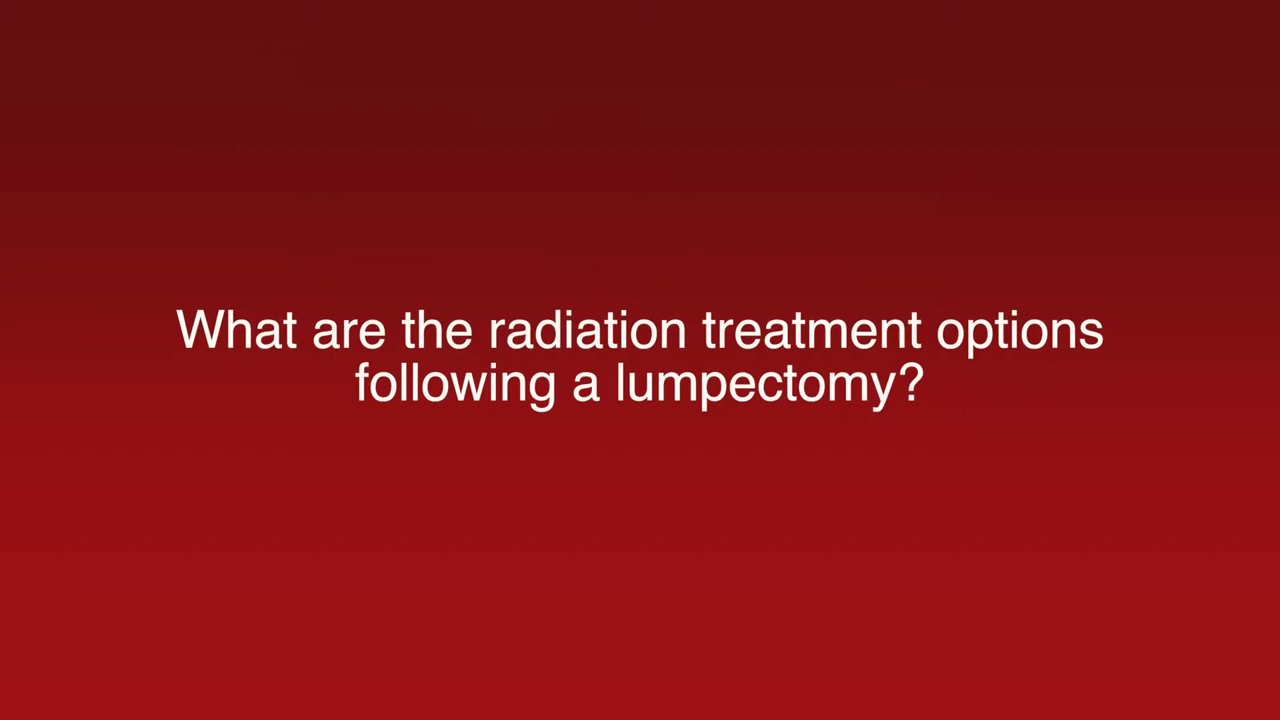 What are the radiation treatment options
following a lumpectomy?